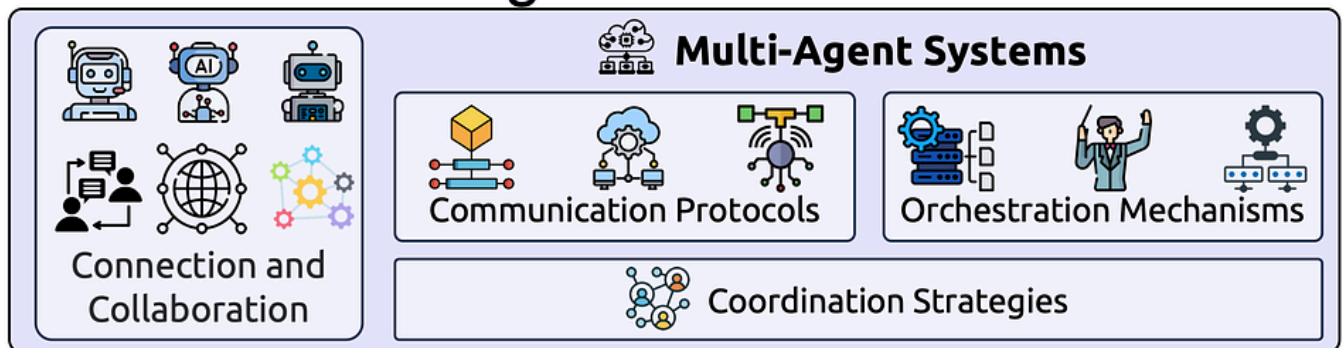 Multi-Agent Systems
AI
Connection and
Collaboration
Communication Protocols
Orchestration Mechanisms
Coordination Strategies